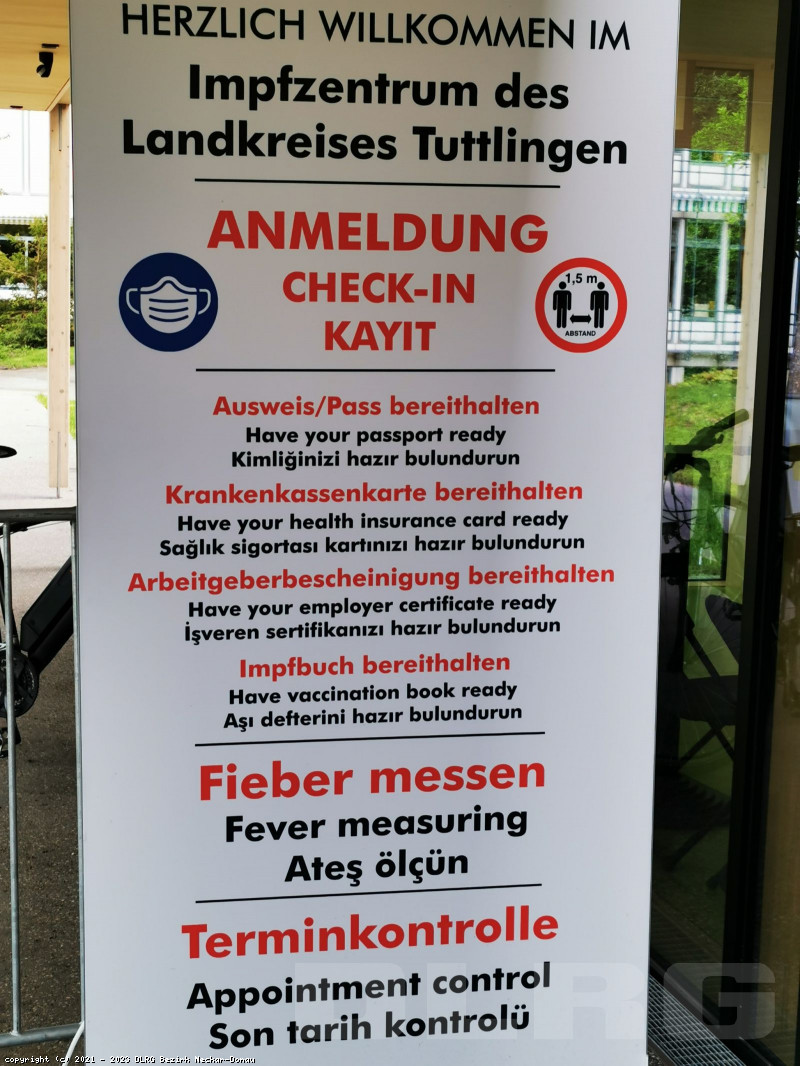 HERZLICH WILLKOMMEN IM
Impfzentrum des
Landkreises Tuttlingen
ANMELDUNG
CHECK-IN
KAYIT
1,5 m
ABSTAND
Ausweis/Pass bereithalten
Have your passport ready
Kimliğinizi hazır bulundurun
Krankenkassenkarte bereithalten
Have your health insurance card ready
Sağlık sigortası kartınızı hazır bulundurun
Arbeitgeberbescheinigung bereithalten
Have your employer certificate ready
İşveren sertifikanızı hazır bulundurun
Impfbuch bereithalten
Have vaccination book ready
Aşı defterini hazır bulundurun
Fieber messen
Fever measuring
Ateş ölçün
Terminkontrolle
Appointment control
Son tarih kontrolü
DLRG
copyright (c) 2021 - 2023 DLRG Bezirk Neckar-Donau